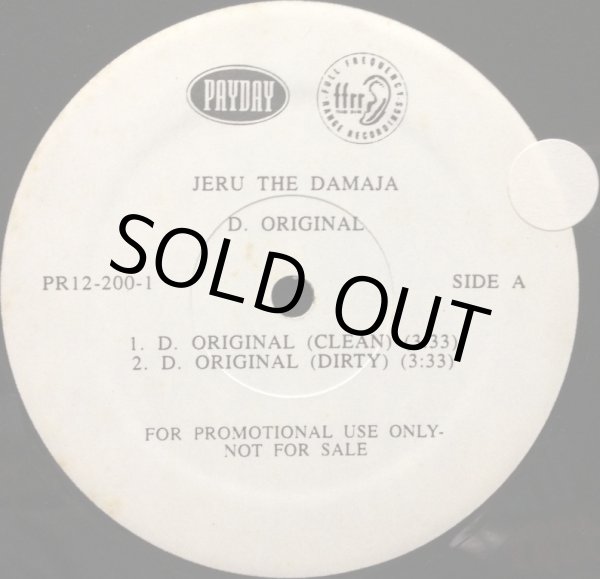 PAYDAY
FULL FREQUENCY
ffrr
RANGE RECORDINGS
JERU THE DAMAJA
D. ORIGINAL
PR12-200-1
SIDE A
SOLD OUT
1. D. ORIGINAL (CLEAN) (3:33)
2. D. ORIGINAL (DIRTY) (3:33)
FOR PROMOTIONAL USE ONLY-
NOT FOR SALE